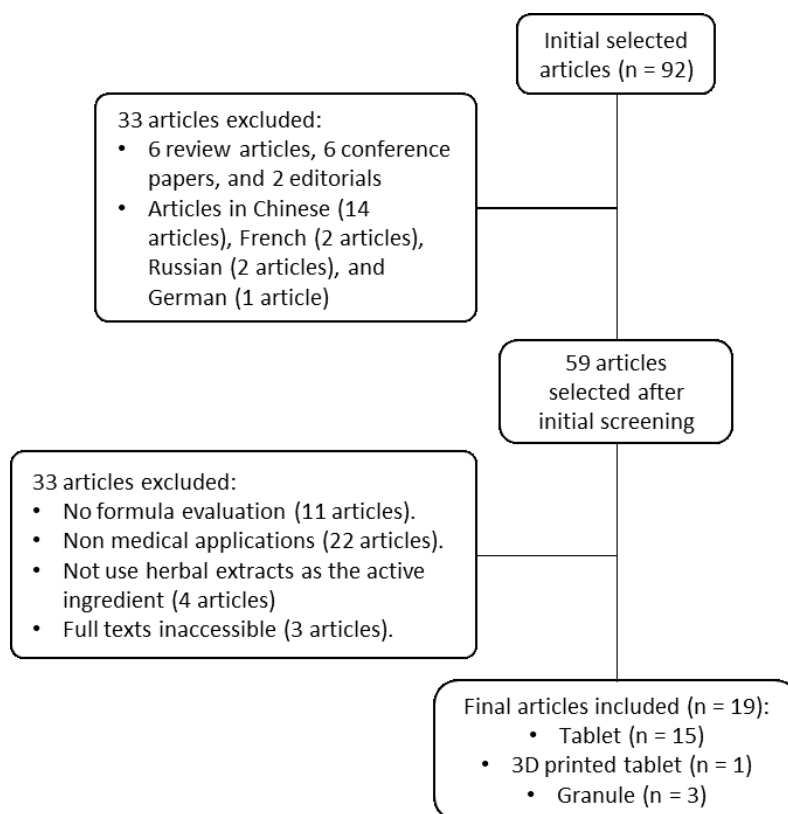 Initial selected
articles (n = 92)
33 articles excluded:
• 6 review articles, 6 conference
papers, and 2 editorials
• Articles in Chinese (14
articles), French (2 articles),
Russian (2 articles), and
German (1 article)
59 articles
selected after
initial screening
33 articles excluded:
• No formula evaluation (11 articles).
• Non medical applications (22 articles).
• Not use herbal extracts as the active
ingredient (4 articles)
• Full texts inaccessible (3 articles).
Final articles included (n = 19):
• Tablet (n = 15)
• 3D printed tablet (n = 1)
• Granule (n = 3)